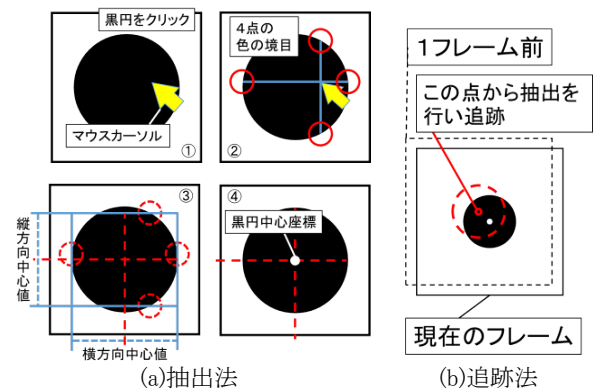 黒円をクリック
マウスカーソル
①
4点の
色の境目
②
③
縦方向中心値
横方向中心値
④
黒円中心座標
(a)抽出法
1フレーム前
この点から抽出を
行い追跡
現在のフレーム
(b)追跡法